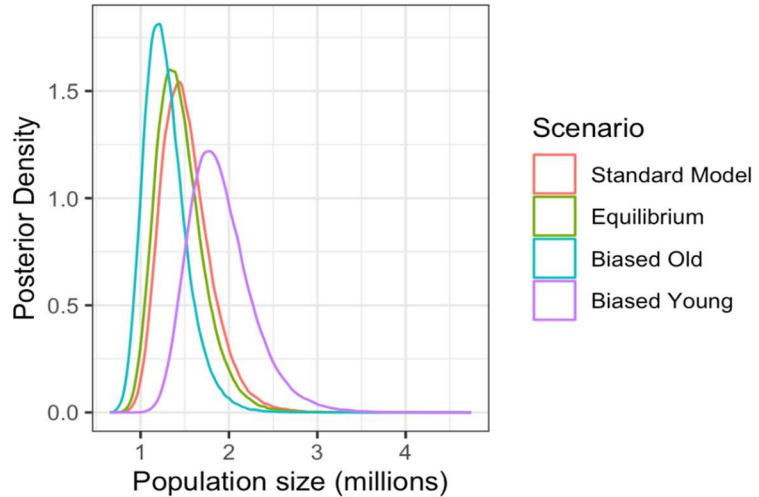 Posterior Density
1.5
1.0
0.5
0.0
1 2 3 4
Population size (millions)
Scenario
Standard Model
Equilibrium
Biased Old
Biased Young